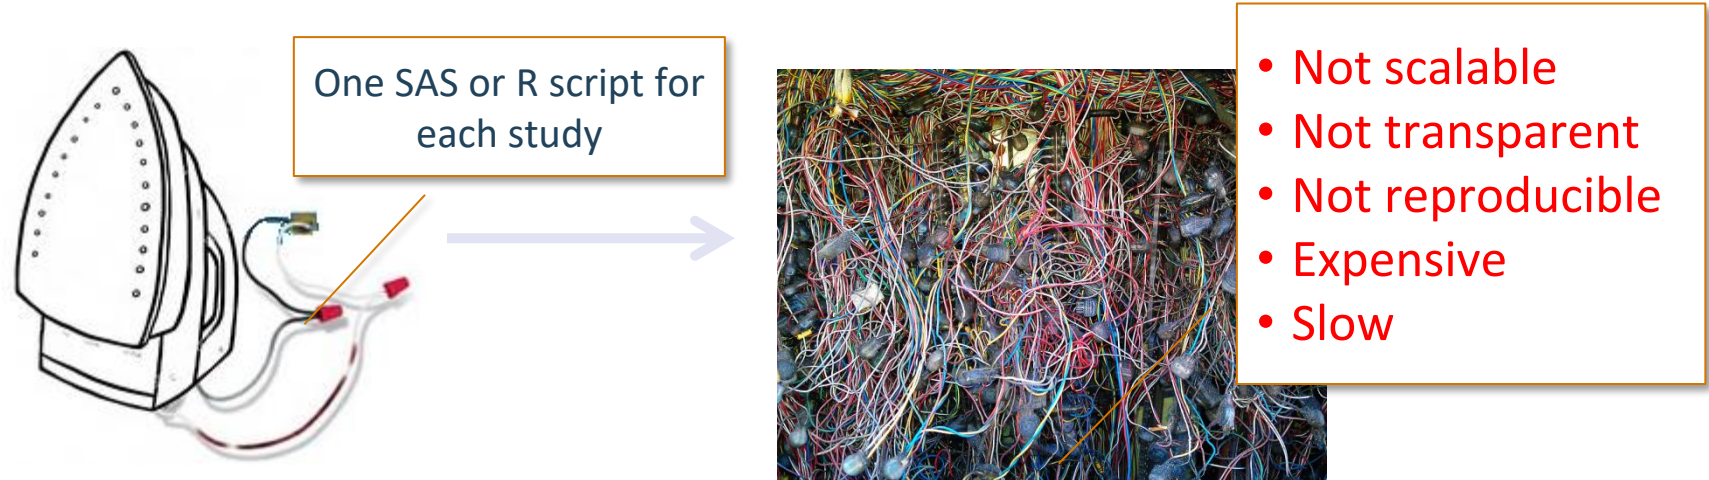 One SAS or R script for
each study
• Not scalable
• Not transparent
• Not reproducible
• Expensive
• Slow